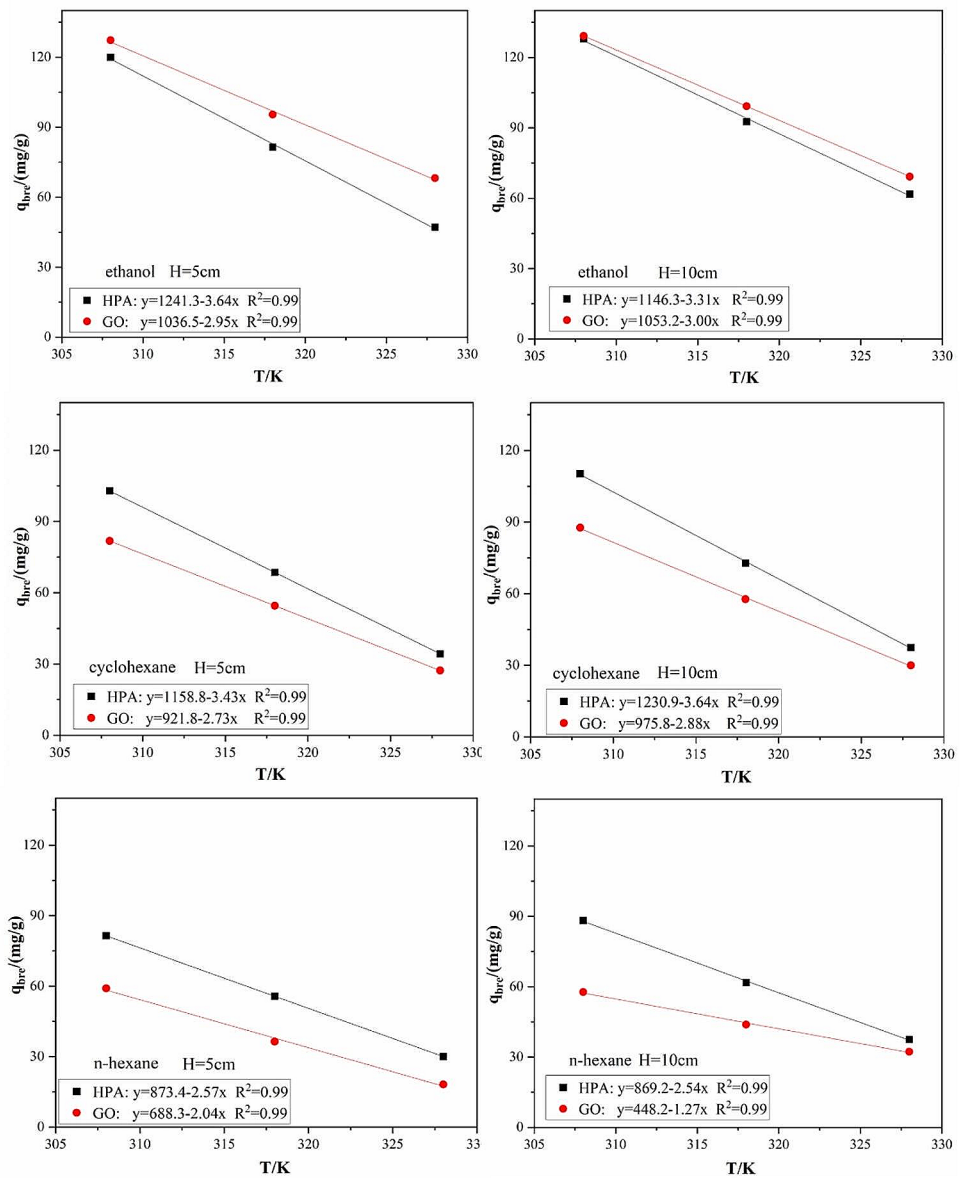 120
90
60
30
0
q_bre/(mg/g)
ethanol H=5cm
HPA: y=1241.3-3.64x R²=0.99
GO: y=1036.5-2.95x R²=0.99
305 310 315 320 325 330
T/K
120
90
60
30
0
q_bre/(mg/g)
ethanol H=10cm
HPA: y=1146.3-3.31x R²=0.99
GO: y=1053.2-3.00x R²=0.99
305 310 315 320 325 330
T/K
120
90
60
30
0
q_bre/(mg/g)
cyclohexane H=5cm
HPA: y=1158.8-3.43x R²=0.99
GO: y=921.8-2.73x R²=0.99
305 310 315 320 325 330
T/K
120
90
60
30
0
q_bre/(mg/g)
cyclohexane H=10cm
HPA: y=1230.9-3.64x R²=0.99
GO: y=975.8-2.88x R²=0.99
305 310 315 320 325 330
T/K
120
90
60
30
0
q_bre/(mg/g)
n-hexane H=5cm
HPA: y=873.4-2.57x R²=0.99
GO: y=688.3-2.04x R²=0.99
305 310 315 320 325 33
T/K
120
90
60
30
0
q_bre/(mg/g)
n-hexane H=10cm
HPA: y=869.2-2.54x R²=0.99
GO: y=448.2-1.27x R²=0.99
305 310 315 320 325 330
T/K